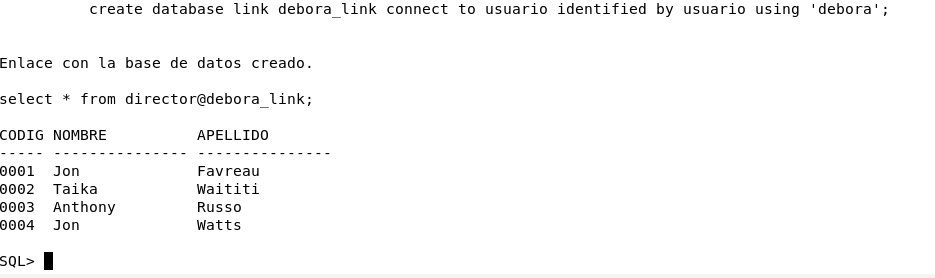 create database link debora_link connect to usuario identified by usuario using 'debora';
Enlace con la base de datos creado.
select * from director@debora_link;
CODIG NOMBRE          APELLIDO
----- --------------- ---------------
0001  Jon             Favreau
0002  Taika           Waititi
0003  Anthony         Russo
0004  Jon             Watts
SQL>